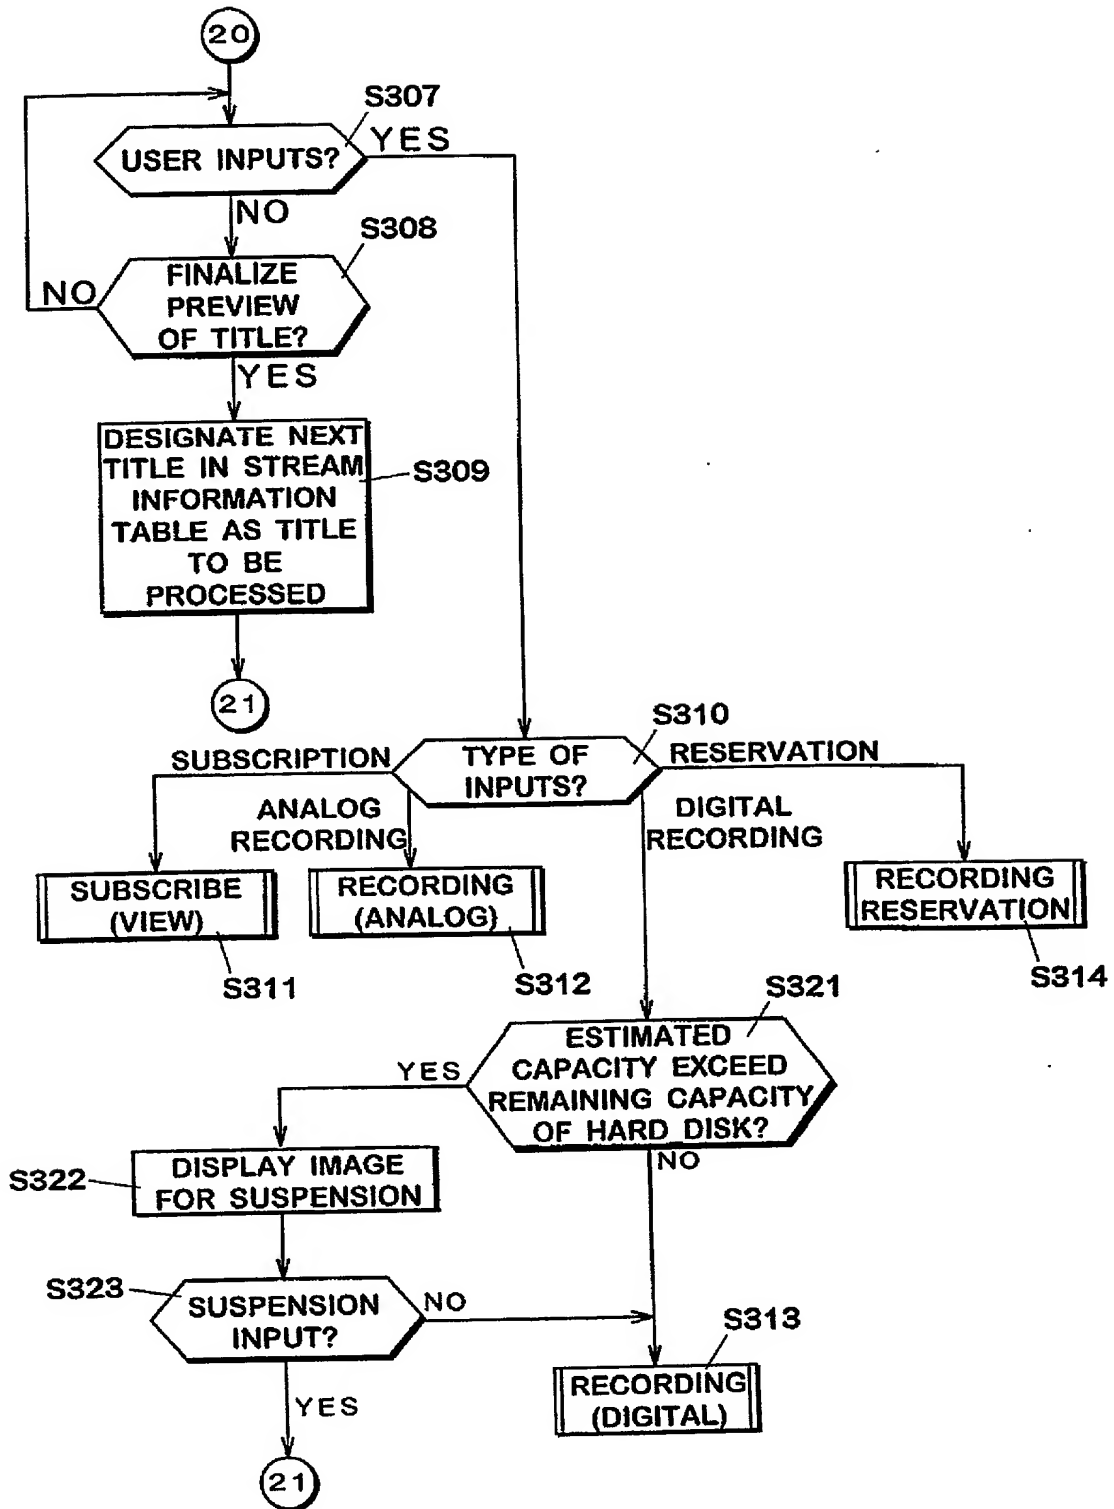 20
S307
USER INPUTS?
YES
NO
S308
FINALIZE
PREVIEW
OF TITLE?
NO
YES
DESIGNATE NEXT
TITLE IN STREAM
INFORMATION
TABLE AS TITLE
TO BE
PROCESSED
S309
21
S310
TYPE OF
INPUTS?
SUBSCRIPTION
RESERVATION
ANALOG
RECORDING
DIGITAL
RECORDING
SUBSCRIBE
(VIEW)
S311
RECORDING
(ANALOG)
S312
RECORDING
RESERVATION
S314
S321
ESTIMATED
CAPACITY EXCEED
REMAINING CAPACITY
OF HARD DISK?
YES
NO
S322
DISPLAY IMAGE
FOR SUSPENSION
S323
SUSPENSION
INPUT?
NO
YES
S313
RECORDING
(DIGITAL)
21